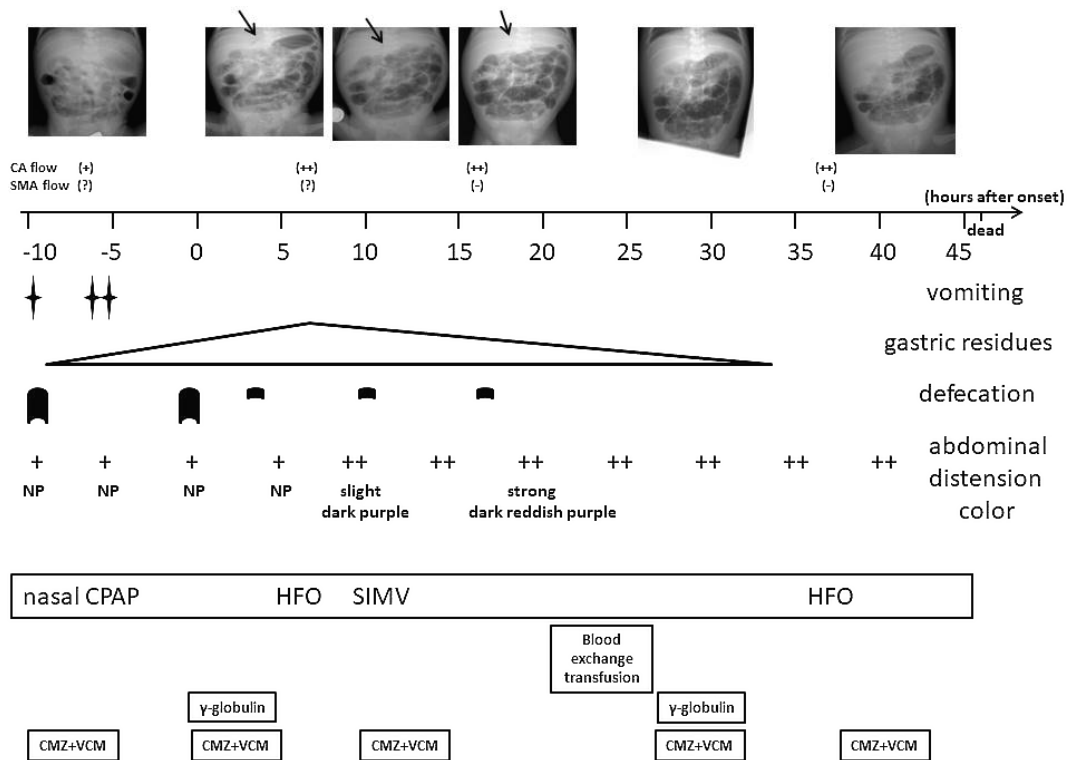 CA flow (+) (++) (++) (++)
SMA flow (?) (?) (-) (-)
(hours after onset)
dead
-10 -5 0 5 10 15 20 25 30 35 40 45
vomiting
gastric residues
defecation
abdominal
distension
color
+ + + + ++ ++ ++ ++ ++ ++ ++
NP NP NP NP slight strong
dark purple dark reddish purple
nasal CPAP HFO SIMV HFO
Blood
exchange
transfusion
γ-globulin γ-globulin
CMZ+VCM CMZ+VCM CMZ+VCM CMZ+VCM CMZ+VCM